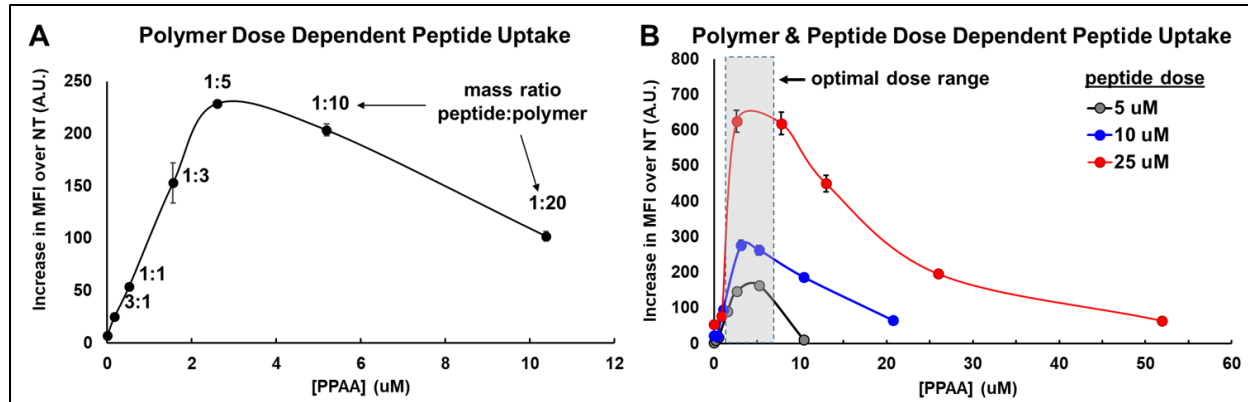 A
Polymer Dose Dependent Peptide Uptake
Increase in MFI over NT (A.U.)
250
200
150
100
50
0
1:5
1:10
mass ratio
peptide:polymer
1:3
1:20
1:1
3:1
0 2 4 6 8 10 12
[PPAA] (uM)
B
Polymer & Peptide Dose Dependent Peptide Uptake
Increase in MFI over NT (A.U.)
800
700
600
500
400
300
200
100
0
optimal dose range
peptide dose
5 uM
10 uM
25 uM
0 10 20 30 40 50 60
[PPAA] (uM)